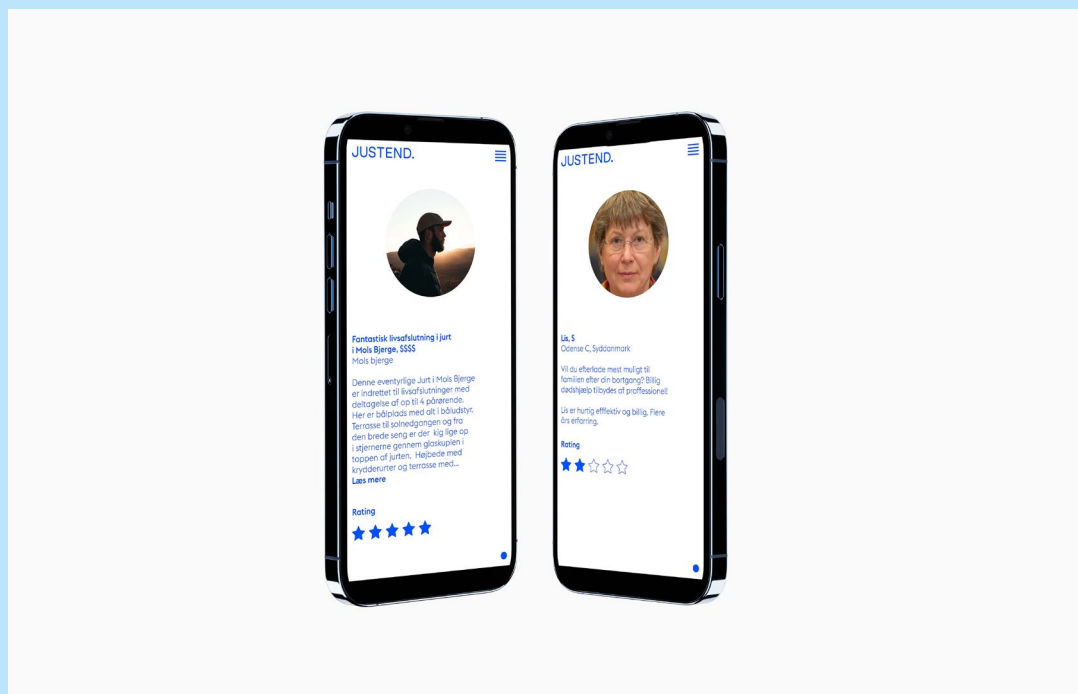 JUSTEND.
Fantastisk livsafslutning i jurt
i Mols Bjerge, $$$$
Mols bjerge
Denne eventyrlige Jurt i Mols Bjerge
er indrettet til livsafslutninger med
deltagelse af op til 4 pårørende.
Her er bålplads med alt i båludstyr.
Terrasse til solnedgangen og fra
den brede seng er der kig lige op
i stjernerne gennem glaskuplen i
toppen af jurten. Højbede med
krydderurter og terrasse med...
Læs mere
Rating
JUSTEND.
Lis, $
Odense C, Syddanmark
Vil du efterlade mest muligt til
familien efter din bortgang? Billig
dødshjælp tilbydes af proffessionel!
Lis er hurtig efffektiv og billig. Flere
års erfarring.
Rating